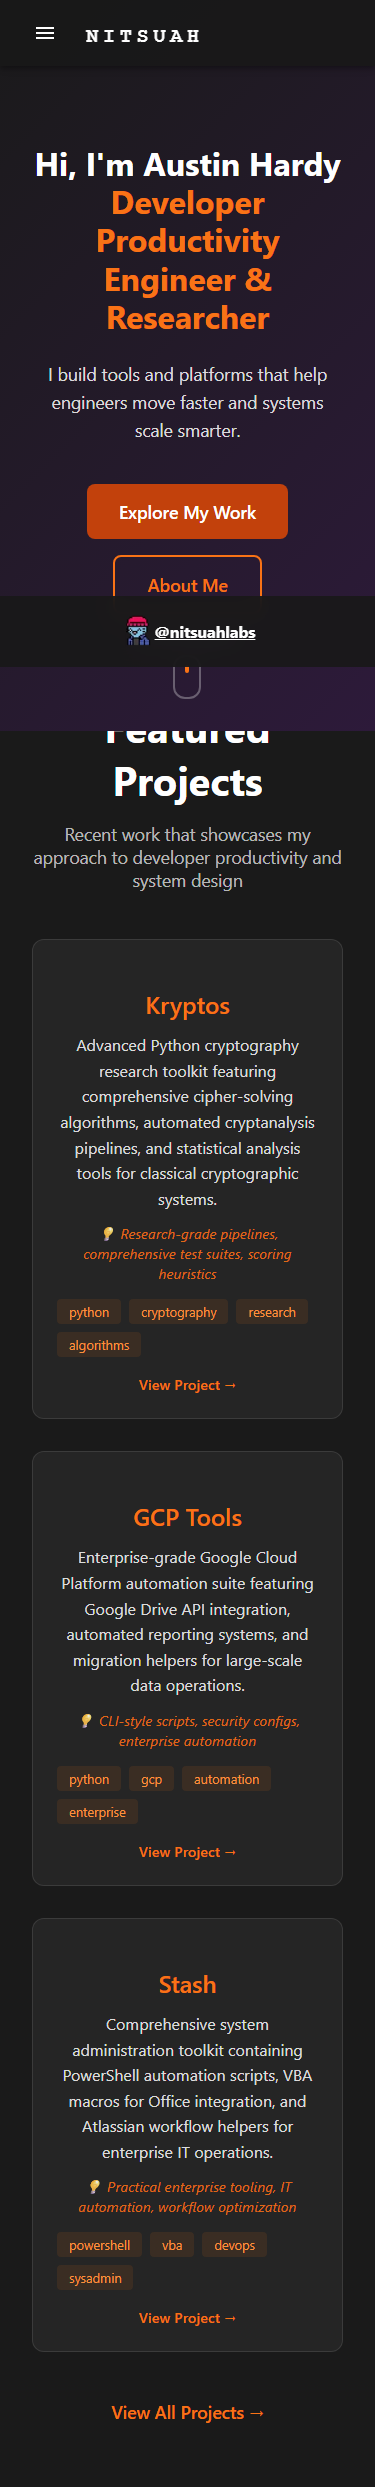 NITSUAH
Hi, I'm Austin Hardy
Developer
Productivity
Engineer &
Researcher
I build tools and platforms that help
engineers move faster and systems
scale smarter.
Explore My Work
About Me
@nitsuahlabs
Featured
Projects
Recent work that showcases my
approach to developer productivity and
system design
Kryptos
Advanced Python cryptography
research toolkit featuring
comprehensive cipher-solving
algorithms, automated cryptanalysis
pipelines, and statistical analysis
tools for classical cryptographic
systems.
💡 Research-grade pipelines,
comprehensive test suites, scoring
heuristics
python cryptography research
algorithms
View Project →
GCP Tools
Enterprise-grade Google Cloud
Platform automation suite featuring
Google Drive API integration,
automated reporting systems, and
migration helpers for large-scale
data operations.
💡 CLI-style scripts, security configs,
enterprise automation
python gcp automation
enterprise
View Project →
Stash
Comprehensive system
administration toolkit containing
PowerShell automation scripts, VBA
macros for Office integration, and
Atlassian workflow helpers for
enterprise IT operations.
💡 Practical enterprise tooling, IT
automation, workflow optimization
powershell vba devops
sysadmin
View Project →
View All Projects →